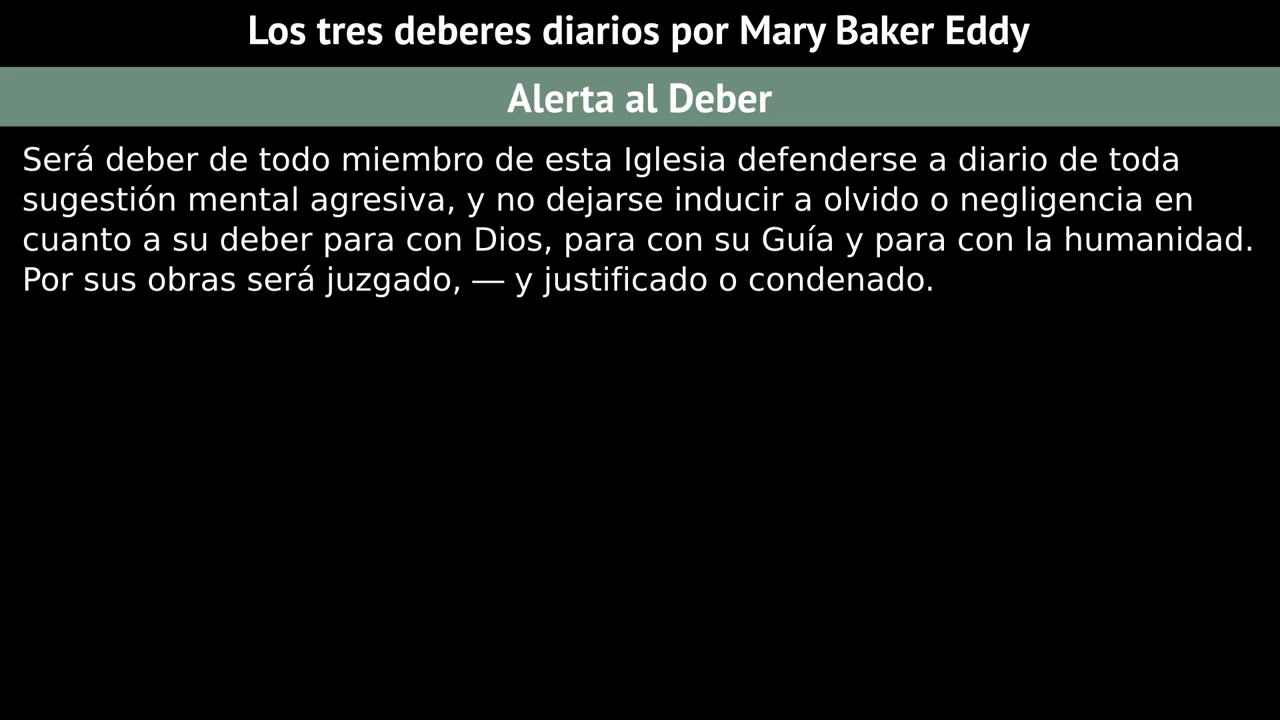 Los tres deberes diarios por Mary Baker Eddy
Alerta al Deber
Será deber de todo miembro de esta Iglesia defenderse a diario de toda
sugestión mental agresiva, y no dejarse inducir a olvido o negligencia en
cuanto a su deber para con Dios, para con su Guía y para con la humanidad.
Por sus obras será juzgado, — y justificado o condenado.